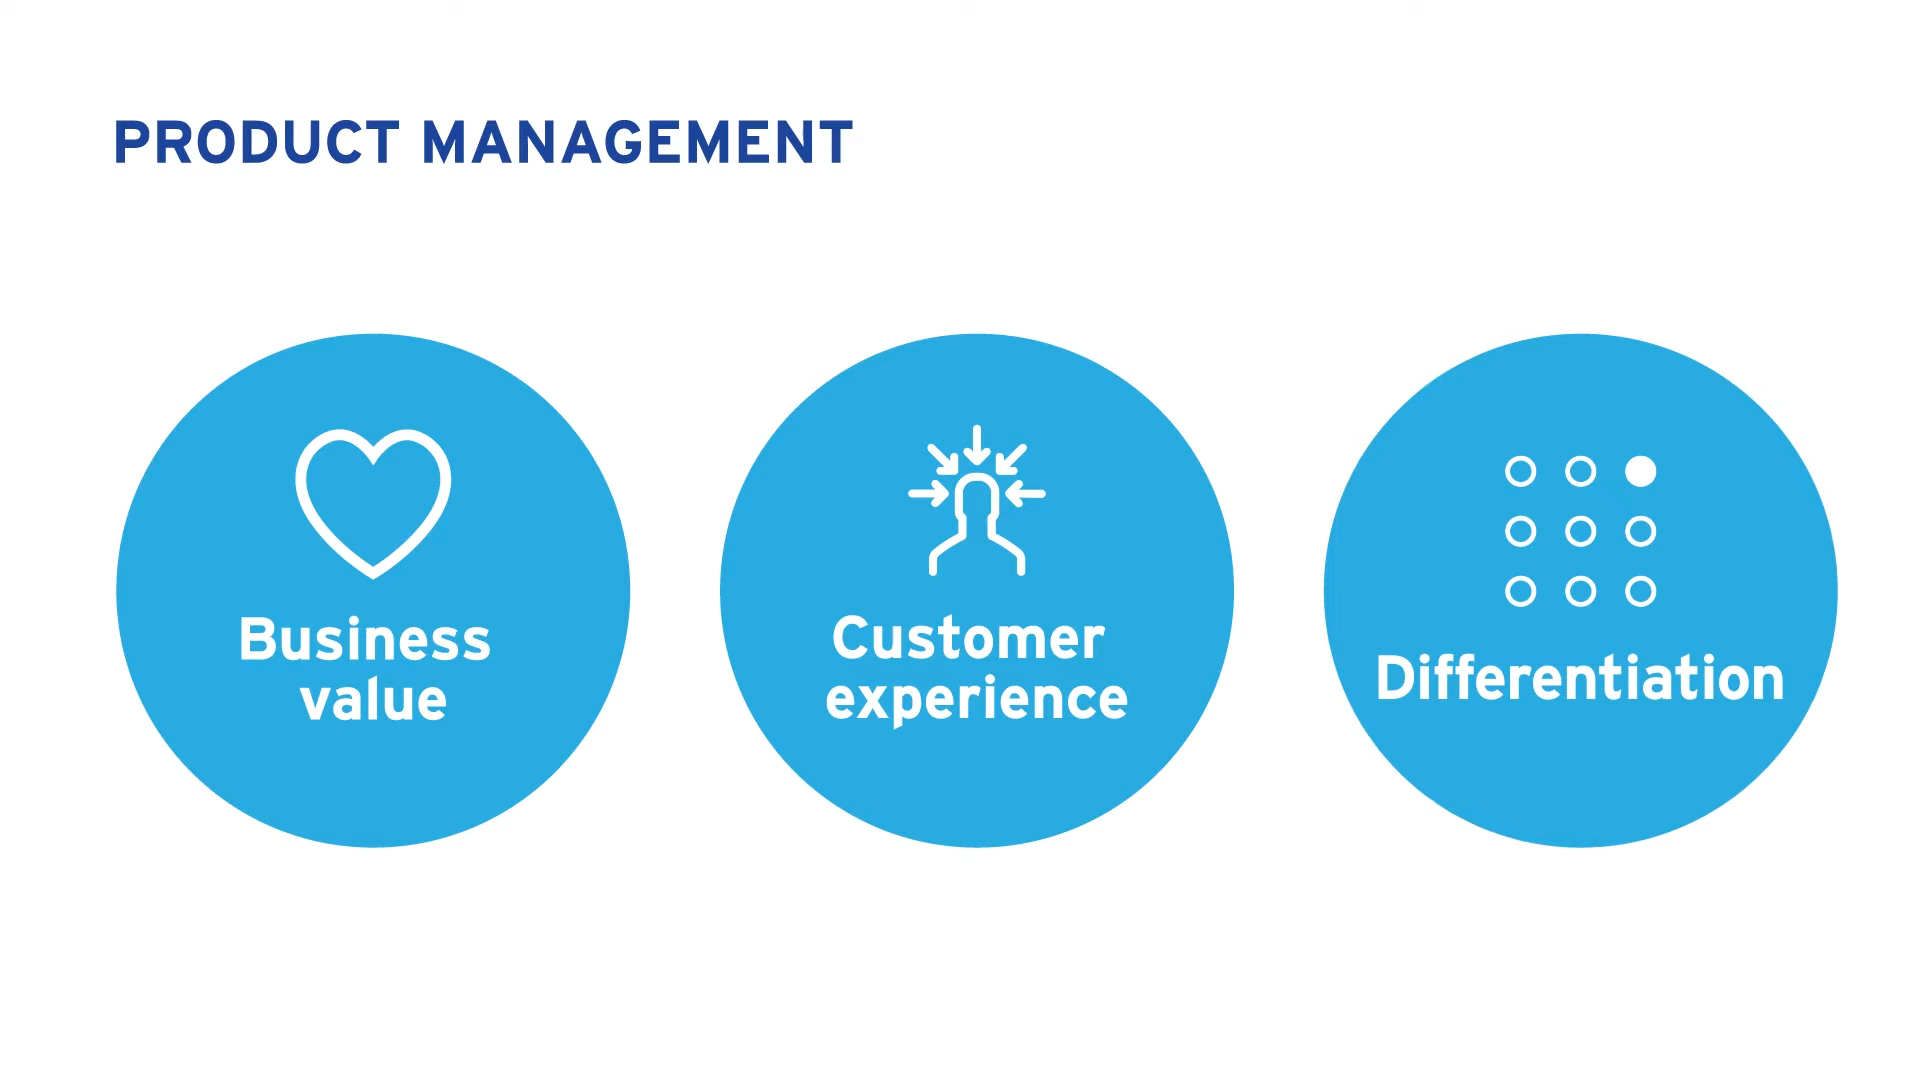 PRODUCT MANAGEMENT
Business
value
Customer
experience
Differentiation